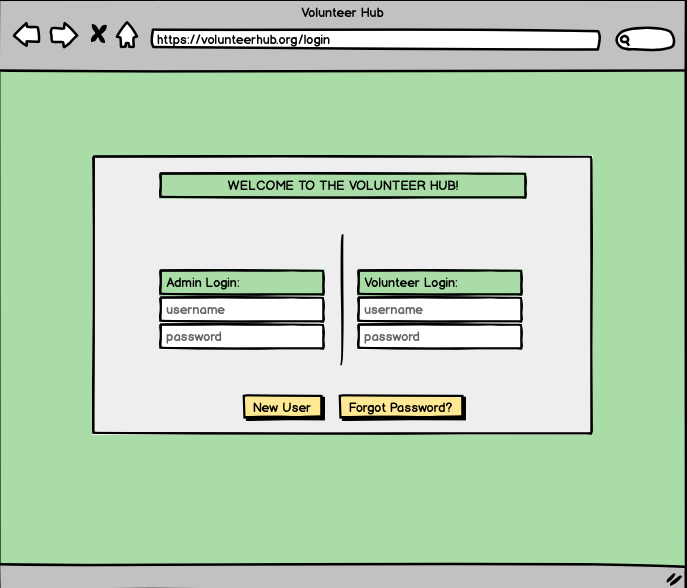 Volunteer Hub
https://volunteerhub.org/login
WELCOME TO THE VOLUNTEER HUB!
Admin Login:
username
password
Volunteer Login:
username
password
New User
Forgot Password?